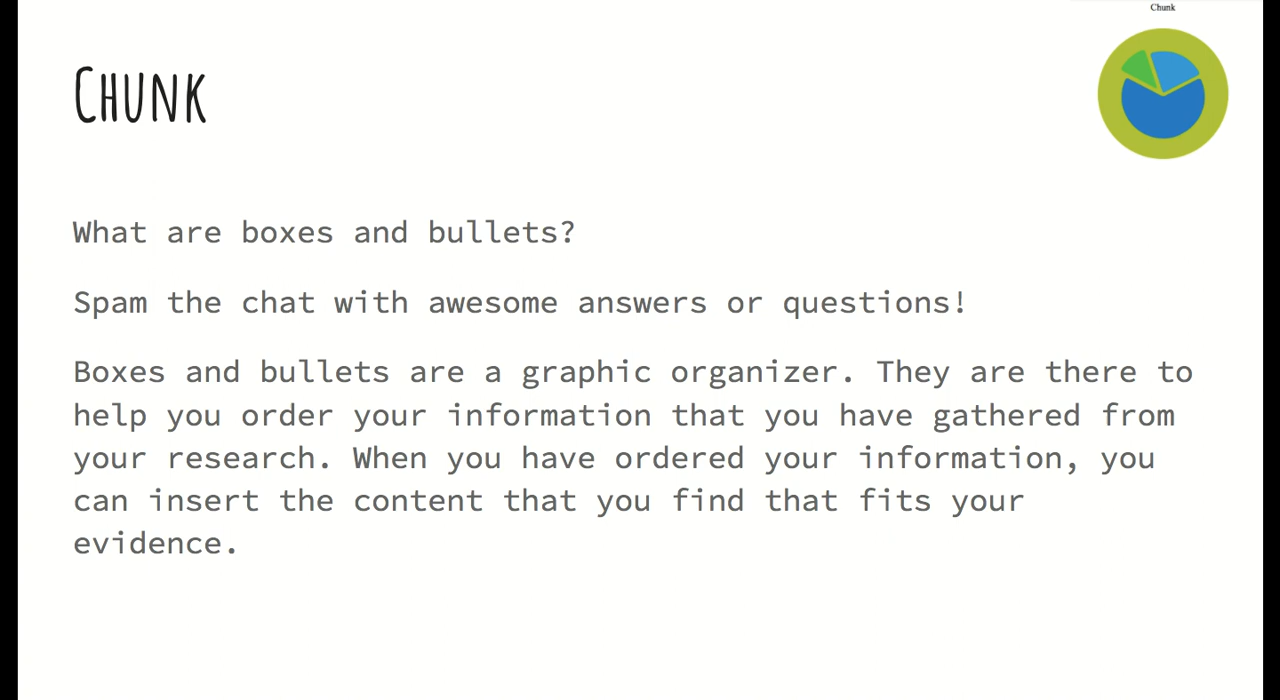 Chunk
Chunk
What are boxes and bullets?
Spam the chat with awesome answers or questions!
Boxes and bullets are a graphic organizer. They are there to
help you order your information that you have gathered from
your research. When you have ordered your information, you
can insert the content that you find that fits your
evidence.